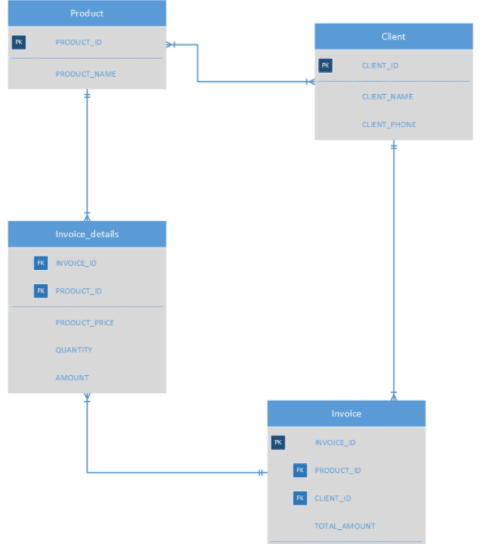 Product
PK PRODUCT_ID
PRODUCT_NAME
Client
PK CLIENT_ID
CLIENT_NAME
CLIENT_PHONE
Invoice_details
FK INVOICE_ID
FK PRODUCT_ID
PRODUCT_PRICE
QUANTITY
AMOUNT
Invoice
PK INVOICE_ID
FK PRODUCT_ID
FK CLIENT_ID
TOTAL_AMOUNT